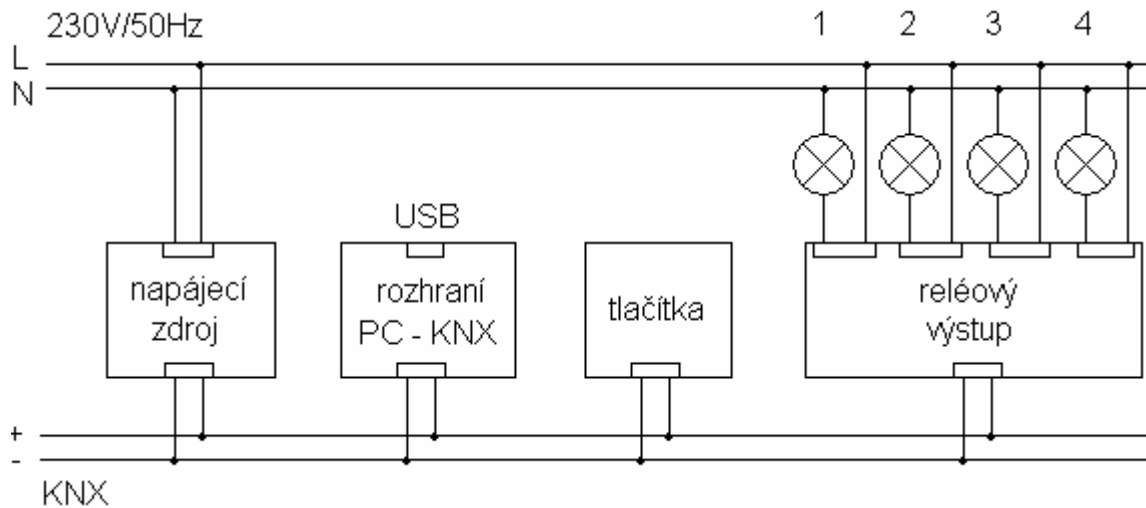 230V/50Hz
1 2 3 4
L
N
USB
napájecí
zdroj
rozhraní
PC - KNX
tlačítka
reléový
výstup
+
-
KNX